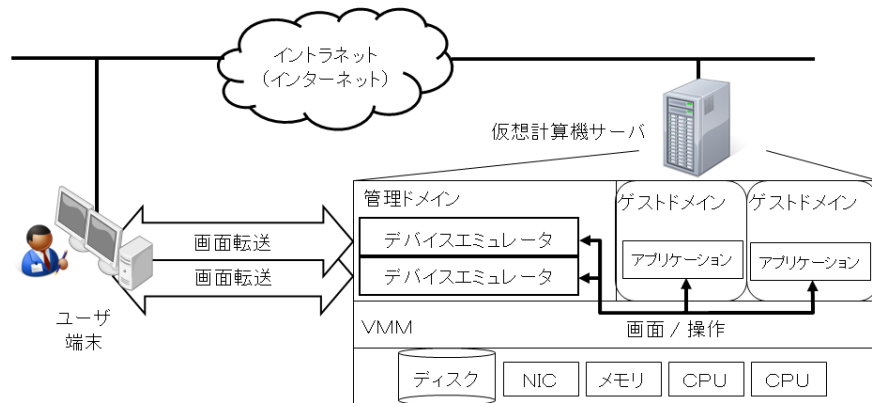 イントラネット
(インターネット)
仮想計算機サーバ
管理ドメイン
ゲストドメイン
ゲストドメイン
画面転送
デバイスエミュレータ
アプリケーション
アプリケーション
画面転送
デバイスエミュレータ
ユーザ
端末
VMM
画面 / 操作
ディスク
NIC
メモリ
CPU
CPU